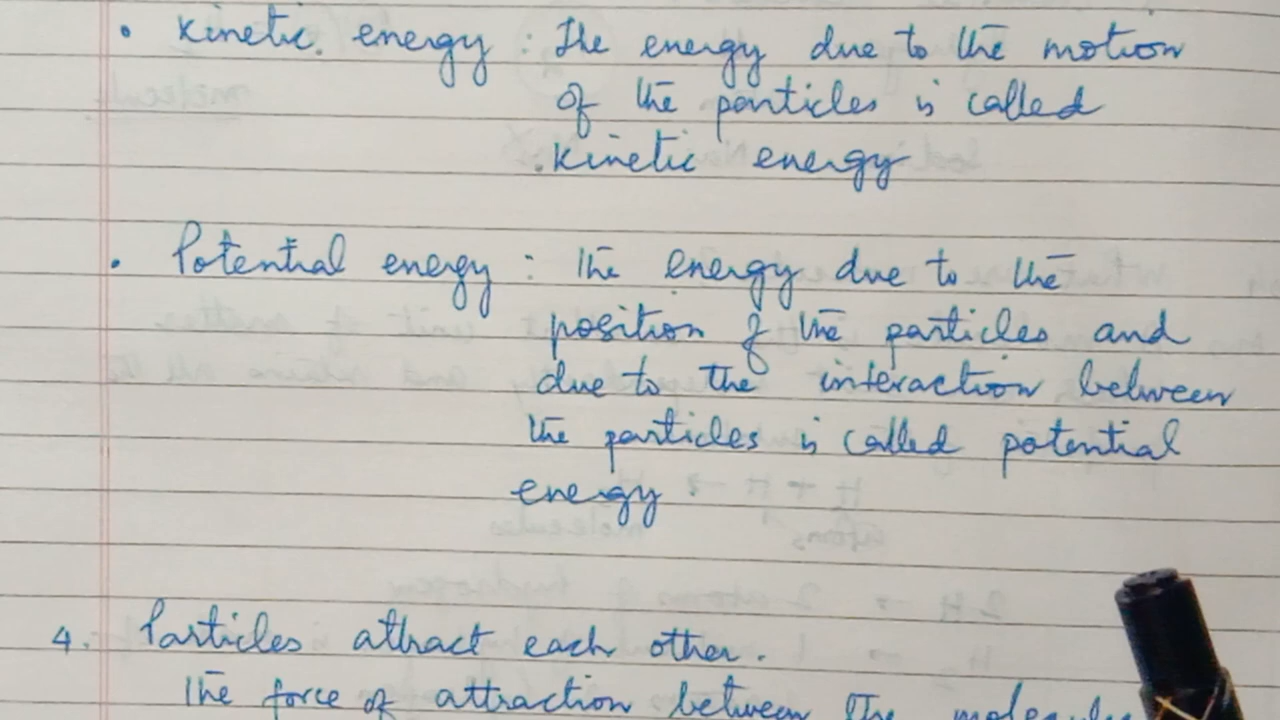 • Kinetic energy : The energy due to the motion
of the particles is called
Kinetic energy
• Potential energy : The energy due to the
position of the particles and
due to the interaction between
the particles is called potential
energy
4. Particles attract each other.
The force of attraction between the